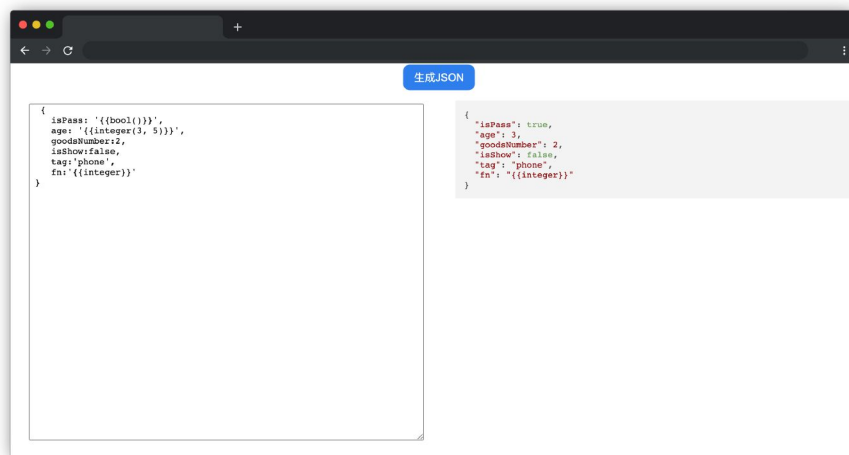 生成JSON
{
isPass: '{{bool()}}',
age: '{{integer(3, 5)}}',
goodsNumber:2,
isShow:false,
tag:'phone',
fn:'{{integer}}'
}
{
"isPass": true,
"age": 3,
"goodsNumber": 2,
"isShow": false,
"tag": "phone",
"fn": "{{integer}}"
}